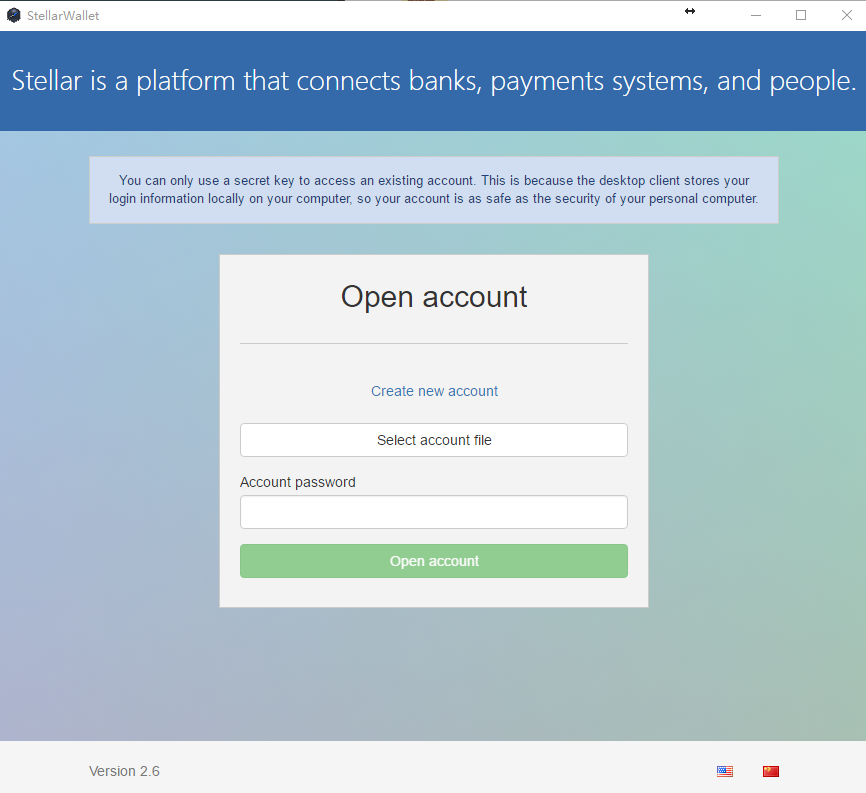 StellarWallet
Stellar is a platform that connects banks, payments systems, and people.
You can only use a secret key to access an existing account. This is because the desktop client stores your
login information locally on your computer, so your account is as safe as the security of your personal computer.
Open account
Create new account
Select account file
Account password
Open account
Version 2.6